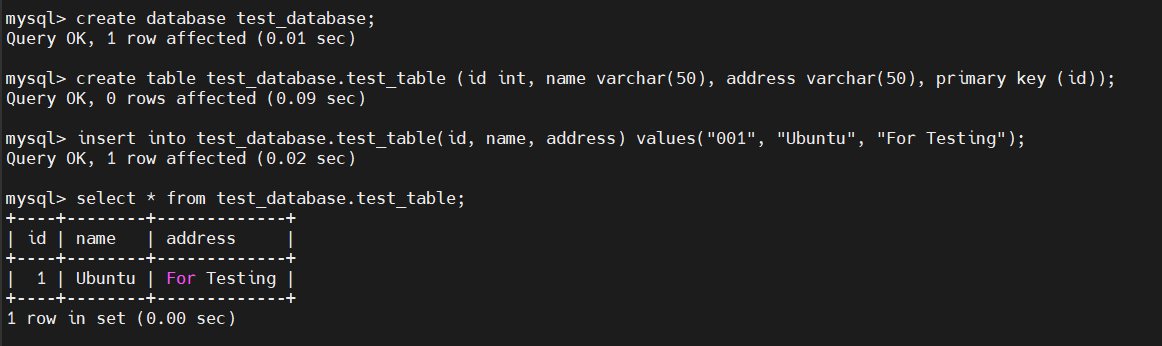 mysql> create database test_database;
Query OK, 1 row affected (0.01 sec)
mysql> create table test_database.test_table (id int, name varchar(50), address varchar(50), primary key (id));
Query OK, 0 rows affected (0.09 sec)
mysql> insert into test_database.test_table(id, name, address) values("001", "Ubuntu", "For Testing");
Query OK, 1 row affected (0.02 sec)
mysql> select * from test_database.test_table;
+----+--------+-------------+
| id | name   | address     |
+----+--------+-------------+
|  1 | Ubuntu | For Testing |
+----+--------+-------------+
1 row in set (0.00 sec)